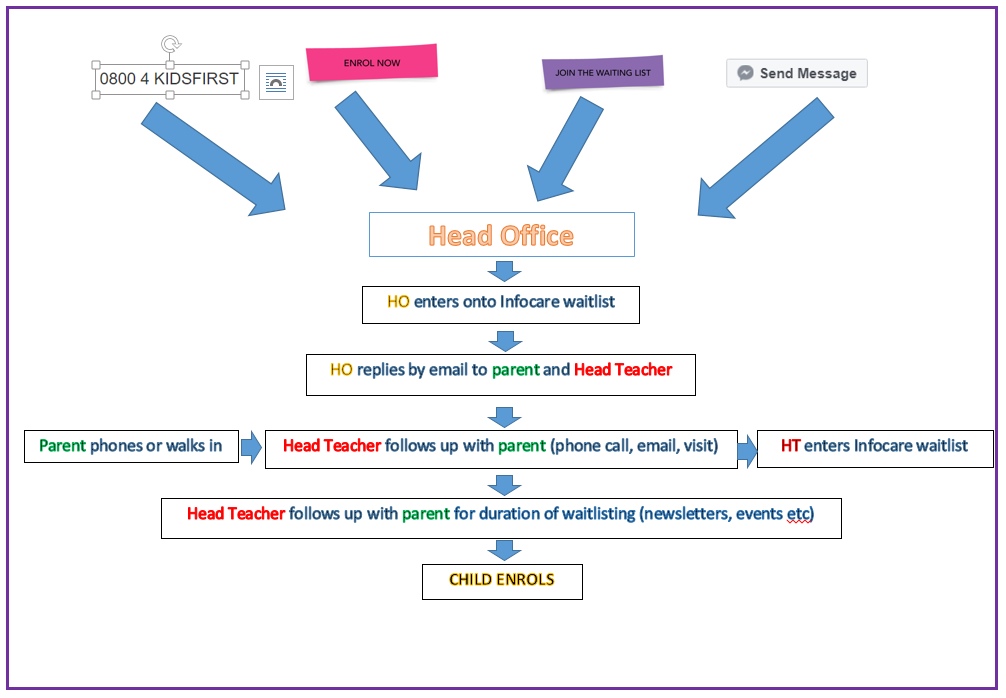 0800 4 KIDSFIRST
ENROL NOW
JOIN THE WAITING LIST
Send Message
Head Office
HO enters onto Infocare waitlist
HO replies by email to parent and Head Teacher
Parent phones or walks in
Head Teacher follows up with parent (phone call, email, visit)
HT enters Infocare waitlist
Head Teacher follows up with parent for duration of waitlisting (newsletters, events etc)
CHILD ENROLS